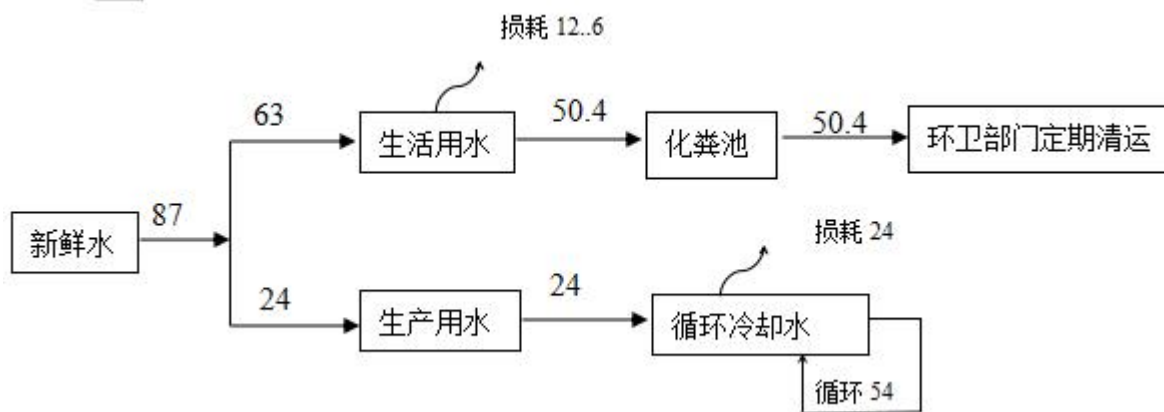 损耗 12..6
63
生活用水
50.4
化粪池
50.4
环卫部门定期清运
新鲜水
87
损耗 24
24
生产用水
24
循环冷却水
循环 54